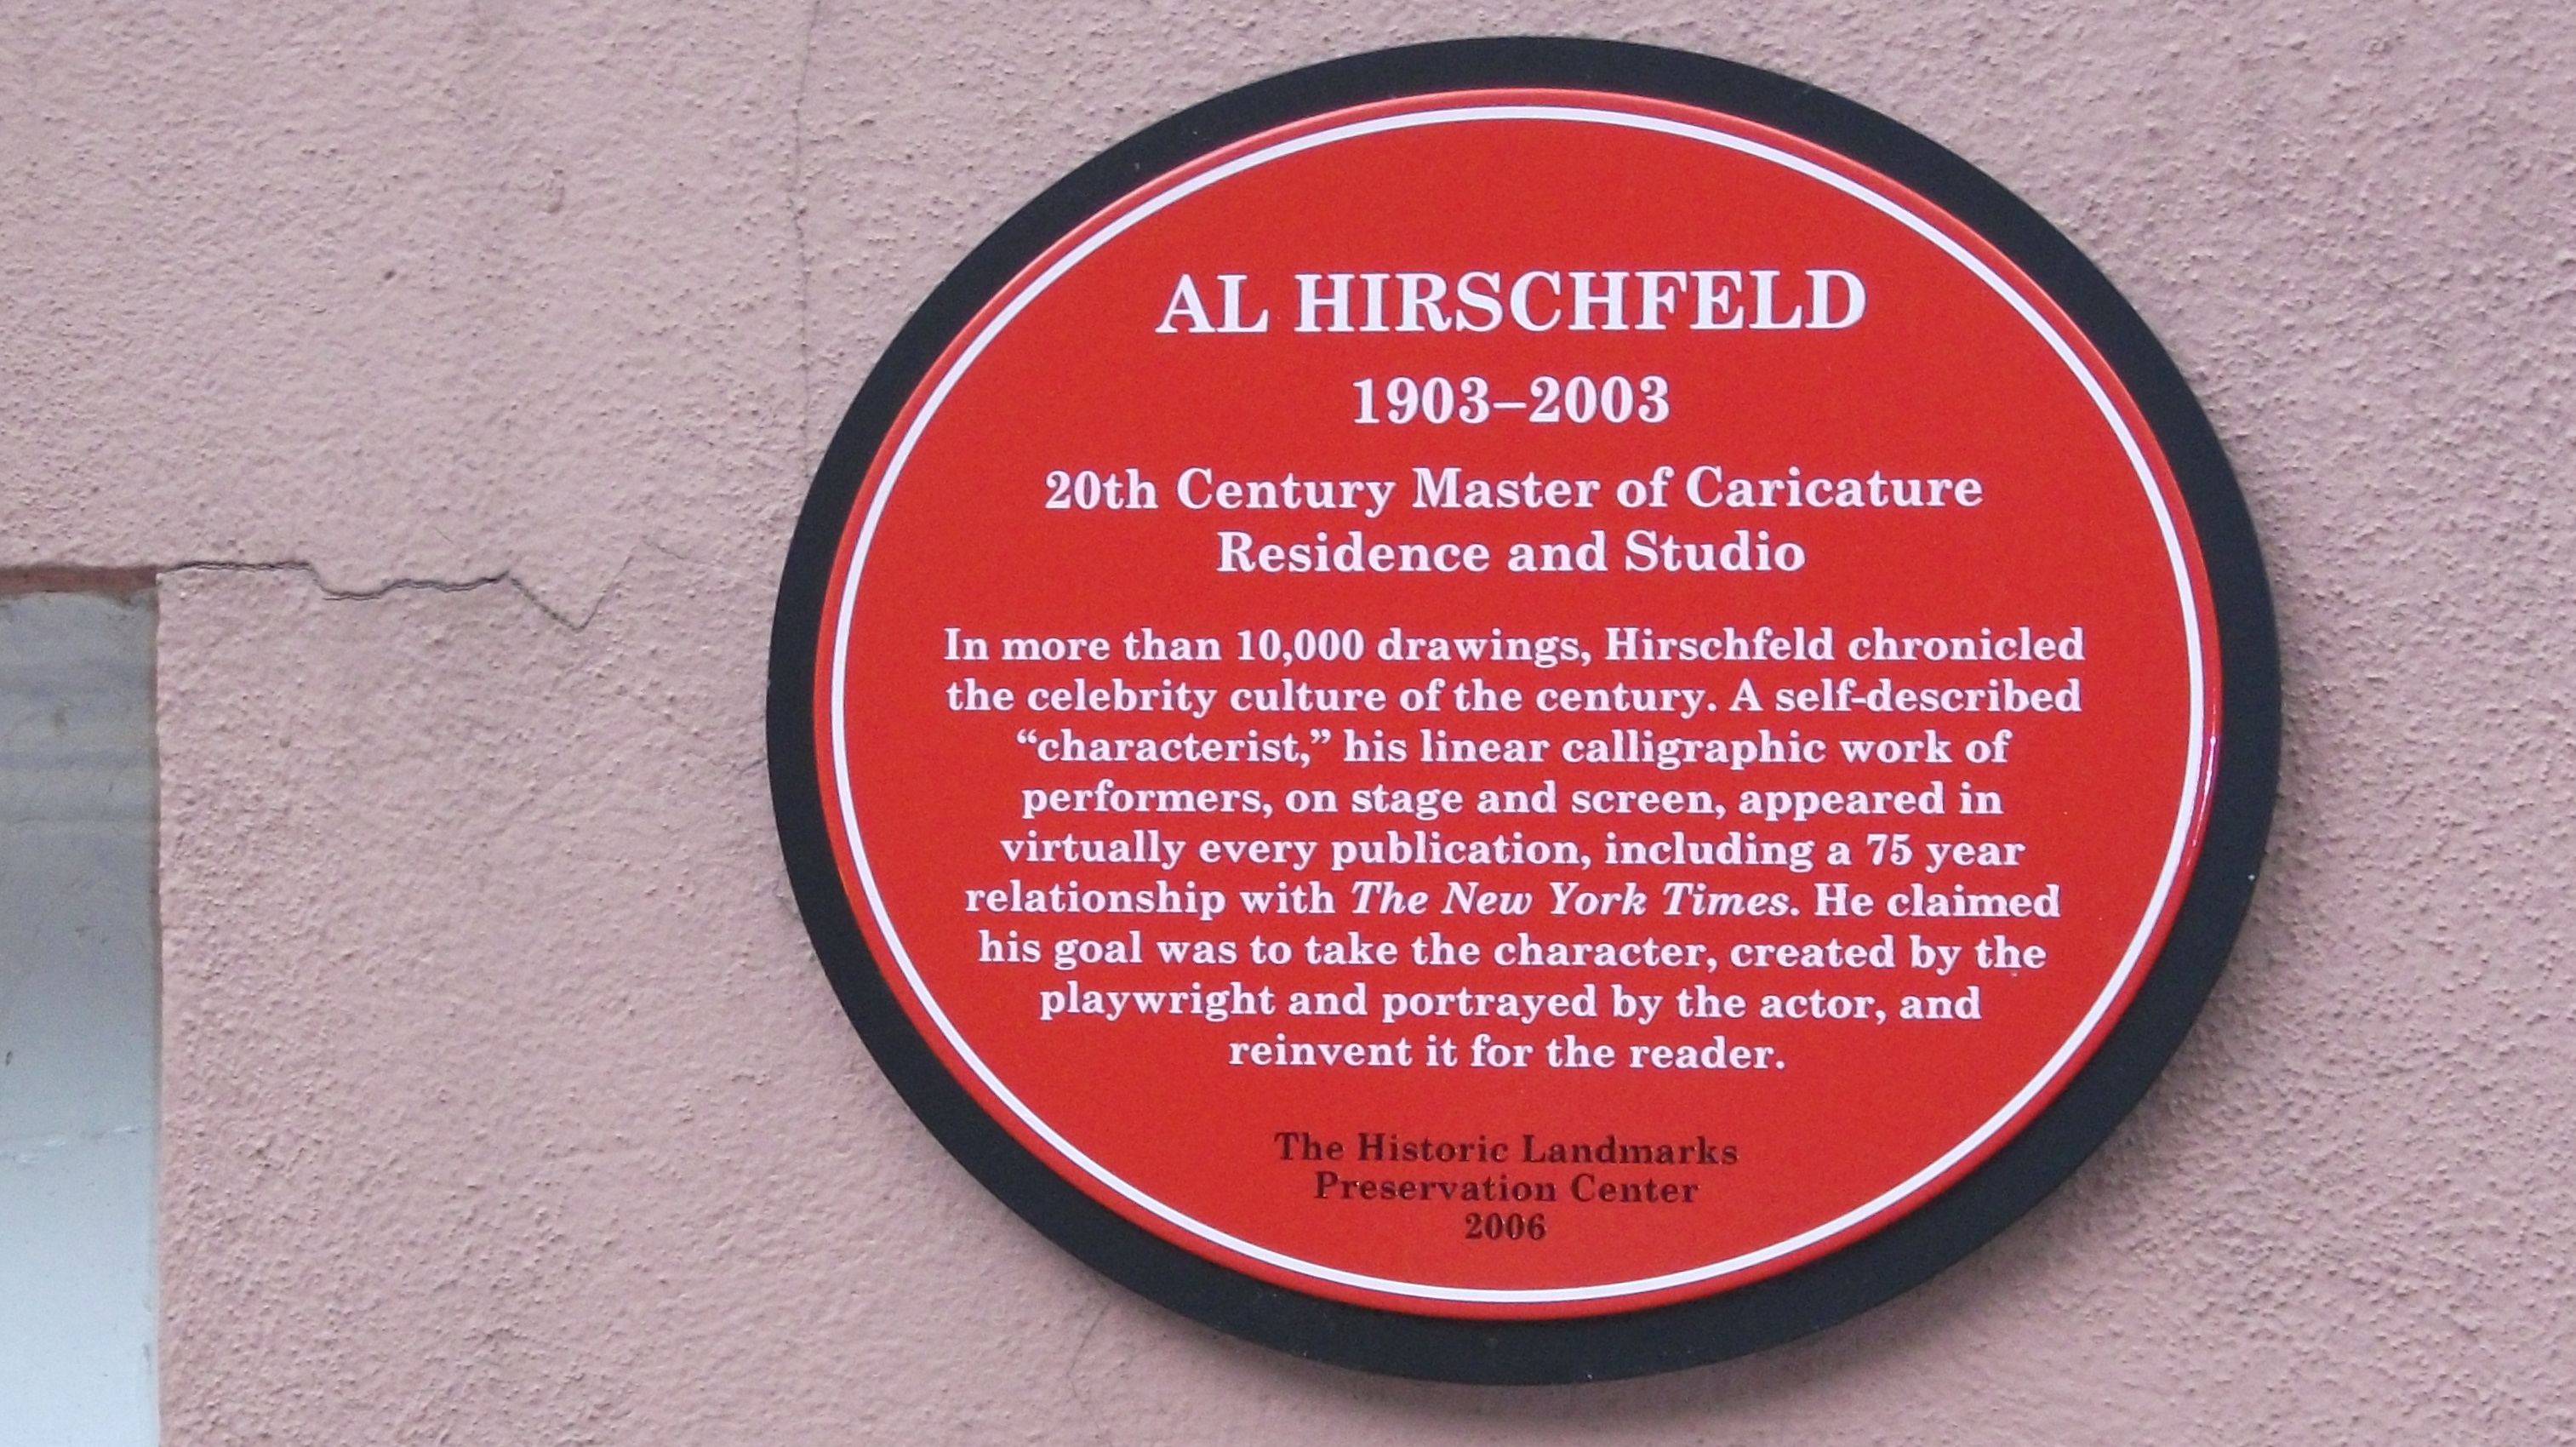 AL HIRSCHFELD
1903–2003
20th Century Master of Caricature
Residence and Studio
In more than 10,000 drawings, Hirschfeld chronicled
the celebrity culture of the century. A self-described
“characterist,” his linear calligraphic work of
performers, on stage and screen, appeared in
virtually every publication, including a 75 year
relationship with The New York Times. He claimed
his goal was to take the character, created by the
playwright and portrayed by the actor, and
reinvent it for the reader.
The Historic Landmarks
Preservation Center
2006